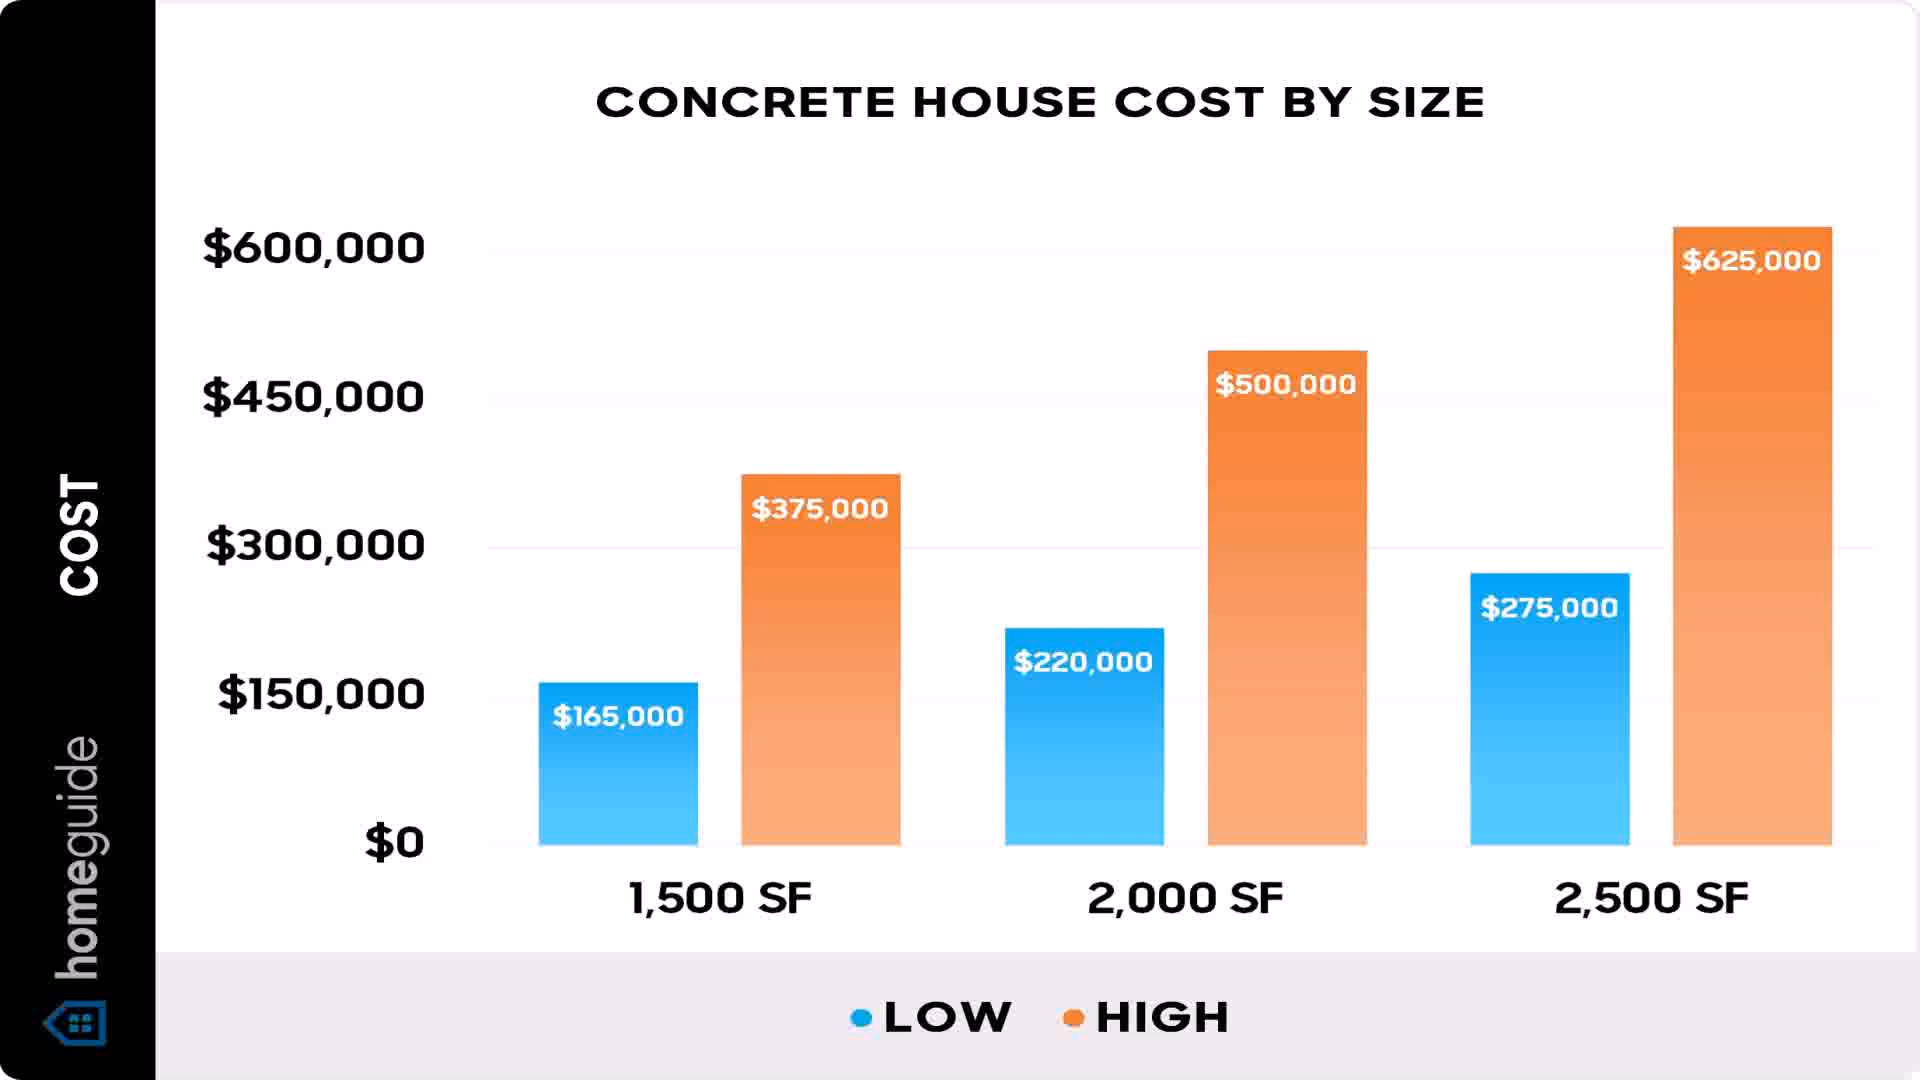 CONCRETE HOUSE COST BY SIZE
$600,000
$450,000
$300,000
$150,000
$0
COST
homeguide
$165,000
$375,000
$220,000
$500,000
$275,000
$625,000
1,500 SF
2,000 SF
2,500 SF
LOW
HIGH